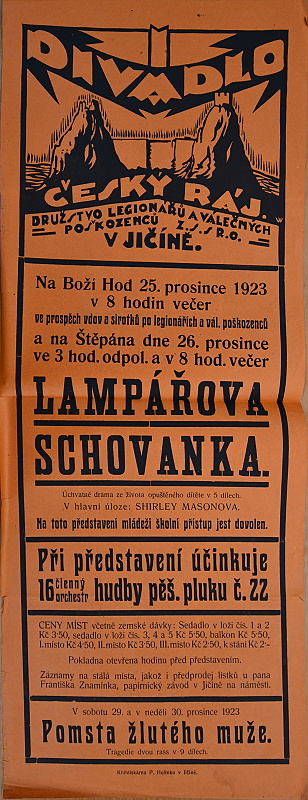 DIVADLO
ČESKÝ RÁJ.
DRUŽSTVO LEGIONÁŘŮ A VÁLEČNÝCH
POŠKOZENCŮ Z.S.S R.O.
V JIČÍNĚ.
Na Boží Hod 25. prosince 1923
v 8 hodin večer
ve prospěch vdov a sirotků po legionářích a vál. poškozenců
a na Štěpána dne 26. prosince
ve 3 hod. odpol. a v 8 hod. večer
LAMPÁŘOVA
SCHOVANKA.
Úchvatné drama ze života opuštěného dítěte v 5 dílech.
V hlavní úloze: SHIRLEY MASONOVA.
Na toto představení mládeži školní přístup jest dovolen.
Při představení účinkuje
16 členný orchestr hudby pěš. pluku č. 22
CENY MÍST včetně zemské dávky: Sedadlo v loži čís. 1 a 2
Kč 3·50, sedadlo v loži čís. 3, 4 a 5 Kč 5·50, balkon Kč 5·50,
I. místo Kč 4·50, II. místo Kč 3·50, III. místo Kč 2·50, k stání Kč 2·-
Pokladna otevřena hodinu před představením.
Záznamy na stálá místa, jakož i předprodej lístků u pana
Františka Znamínka, papírnický závod v Jičíně na náměstí.
V sobotu 29. a v neděli 30. prosince 1923
Pomsta žlutého muže.
Tragedie dvou rass v 9 dílech.
Knihtiskárna P. Hojínka v Jičíně.